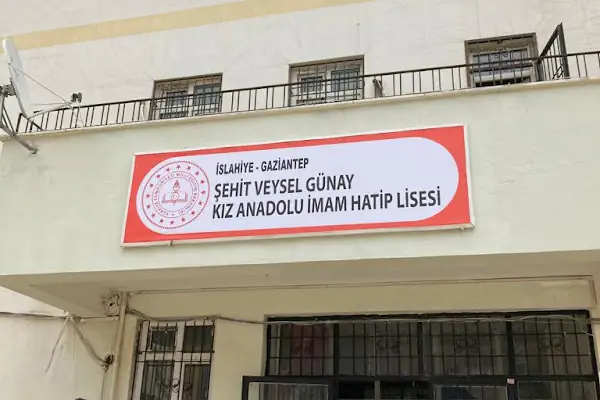 İSLAHİYE - GAZİANTEP
ŞEHİT VEYSEL GÜNAY
KIZ ANADOLU İMAM HATİP LİSESİ